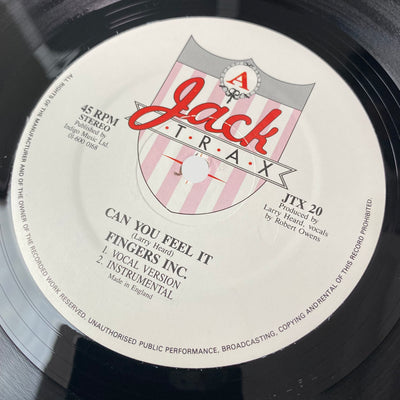 A
Jack
TRAX
45 RPM
STEREO
Published by
Indigo Music Ltd.
01-600 0168
JTX 20
Produced by
Larry Heard, vocals
by Robert Owens
CAN YOU FEEL IT
(Larry Heard)
FINGERS INC.
1. VOCAL VERSION
2. INSTRUMENTAL
Made in England
ALL RIGHTS OF THE MANUFACTURER AND OF THE OWNER OF THE RECORDED WORK RESERVED. UNAUTHORISED PUBLIC PERFORMANCE, BROADCASTING, COPYING AND RENTAL OF THIS RECORD PROHIBITED.